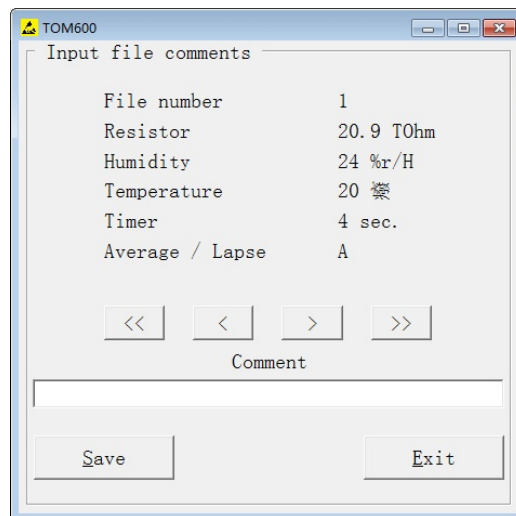 TOM600
Input file comments
File number 1
Resistor 20.9 TOhm
Humidity 24 %r/H
Temperature 20
Timer 4 sec.
Average / Lapse A
<< < > >>
Comment
Save Exit